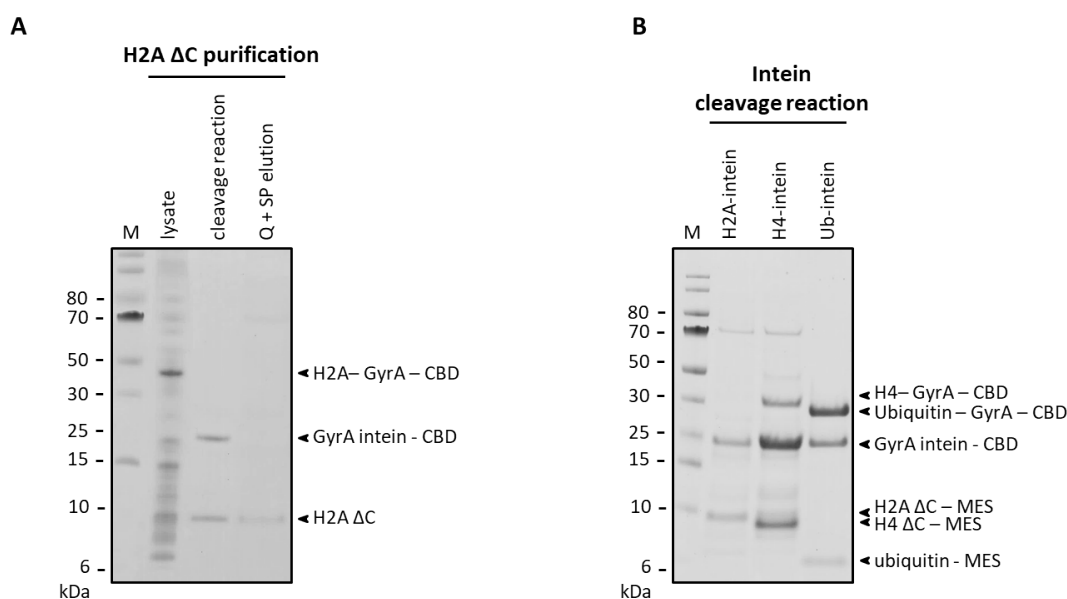 A
H2A ΔC purification
M
lysate
cleavage reaction
Q + SP elution
80
70
50
30
25
15
10
6
kDa
H2A– GyrA – CBD
GyrA intein - CBD
H2A ΔC
B
Intein
cleavage reaction
M
H2A-intein
H4-intein
Ub-intein
80
70
50
30
25
15
10
6
kDa
H4– GyrA – CBD
Ubiquitin – GyrA – CBD
GyrA intein - CBD
H2A ΔC – MES
H4 ΔC – MES
ubiquitin - MES